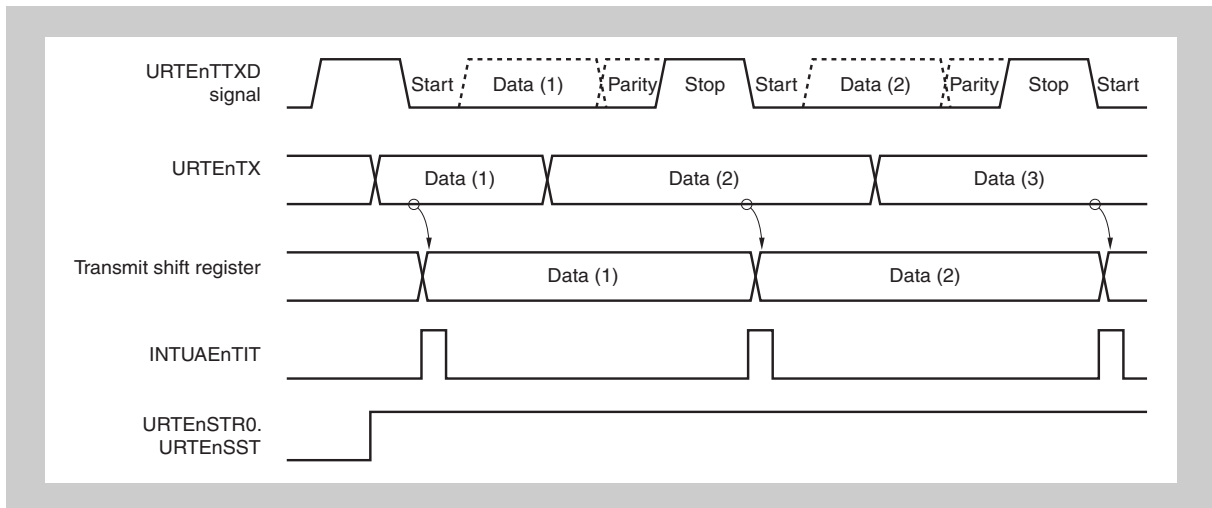 URTEnTTXD
signal
Start Data (1) Parity Stop Start Data (2) Parity Stop Start
URTEnTX
Data (1) Data (2) Data (3)
Transmit shift register
Data (1) Data (2)
INTUAEnTIT
URTEnSTR0.
URTEnSST